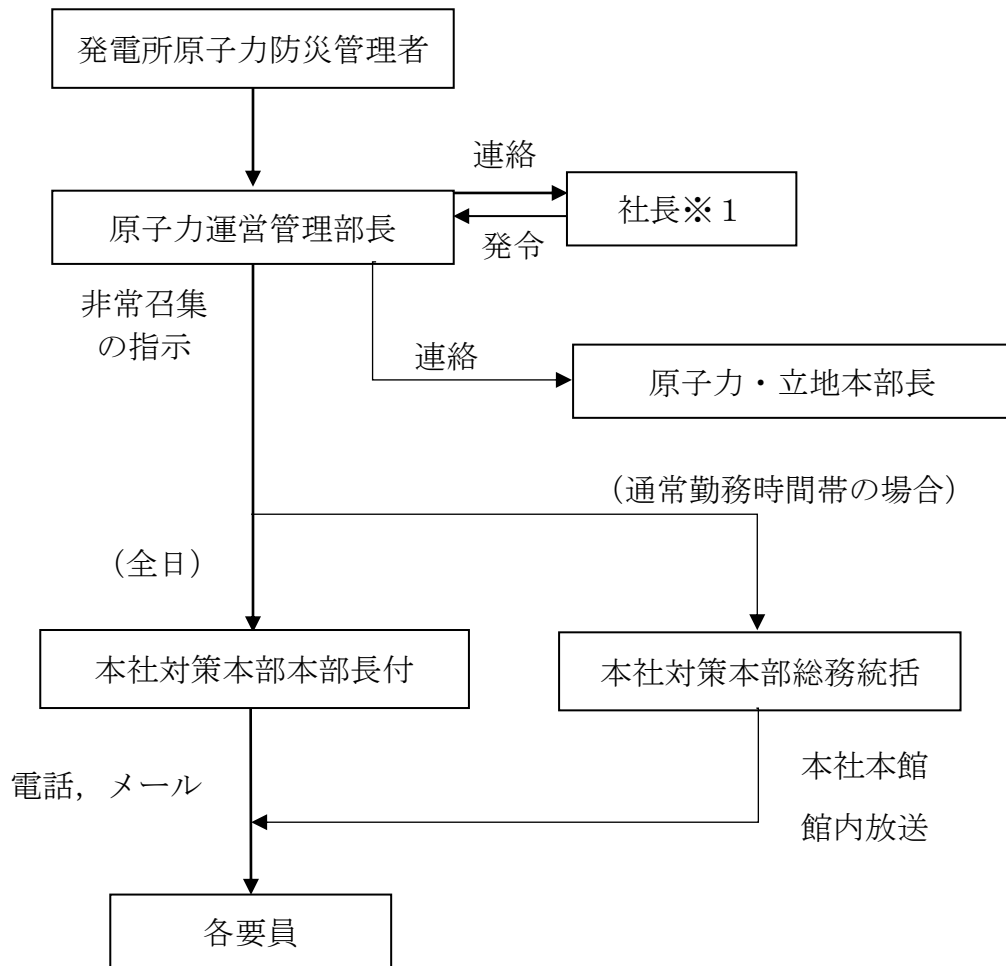 発電所原子力防災管理者
連絡
原子力運営管理部長
社長※1
発令
非常召集
の指示
連絡
原子力・立地本部長
（通常勤務時間帯の場合）
（全日）
本社対策本部本部長付
本社対策本部総務統括
電話，メール
本社本館
館内放送
各要員